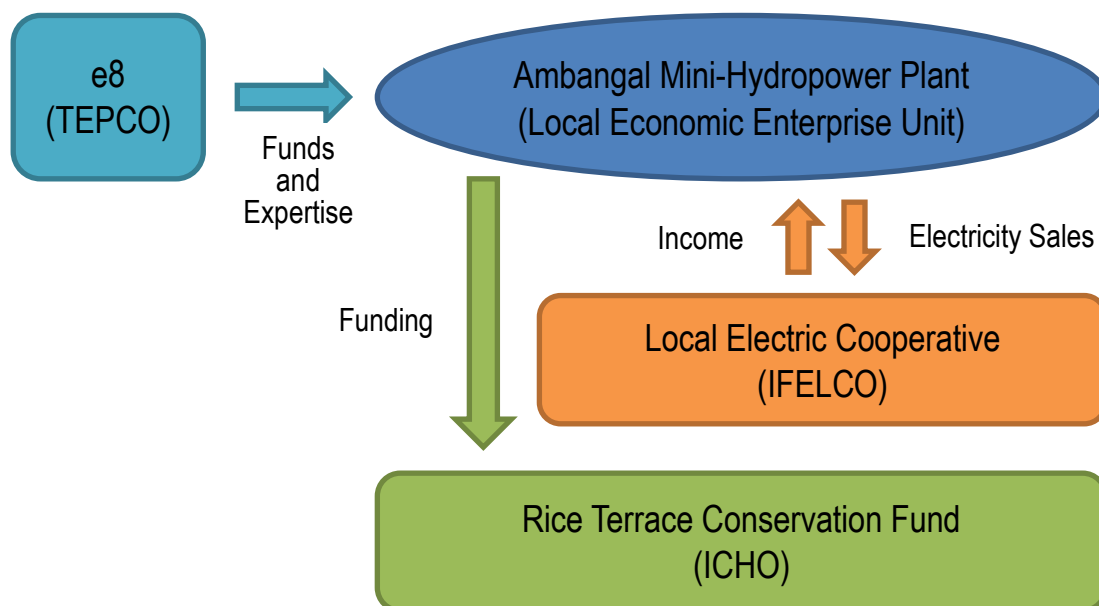 e8
(TEPCO)
Funds
and
Expertise
Ambangal Mini-Hydropower Plant
(Local Economic Enterprise Unit)
Income
Electricity Sales
Funding
Local Electric Cooperative
(IFELCO)
Rice Terrace Conservation Fund
(ICHO)